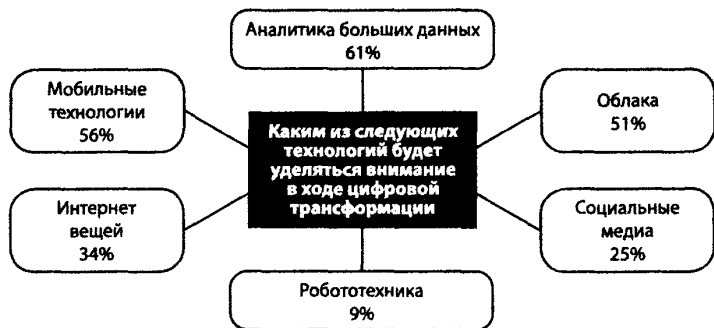 Аналитика больших данных
61%
Мобильные
технологии
56%
Облака
51%
Каким из следующих
технологий будет
уделяться внимание
в ходе цифровой
трансформации
Интернет
вещей
34%
Социальные
медиа
25%
Робототехника
9%